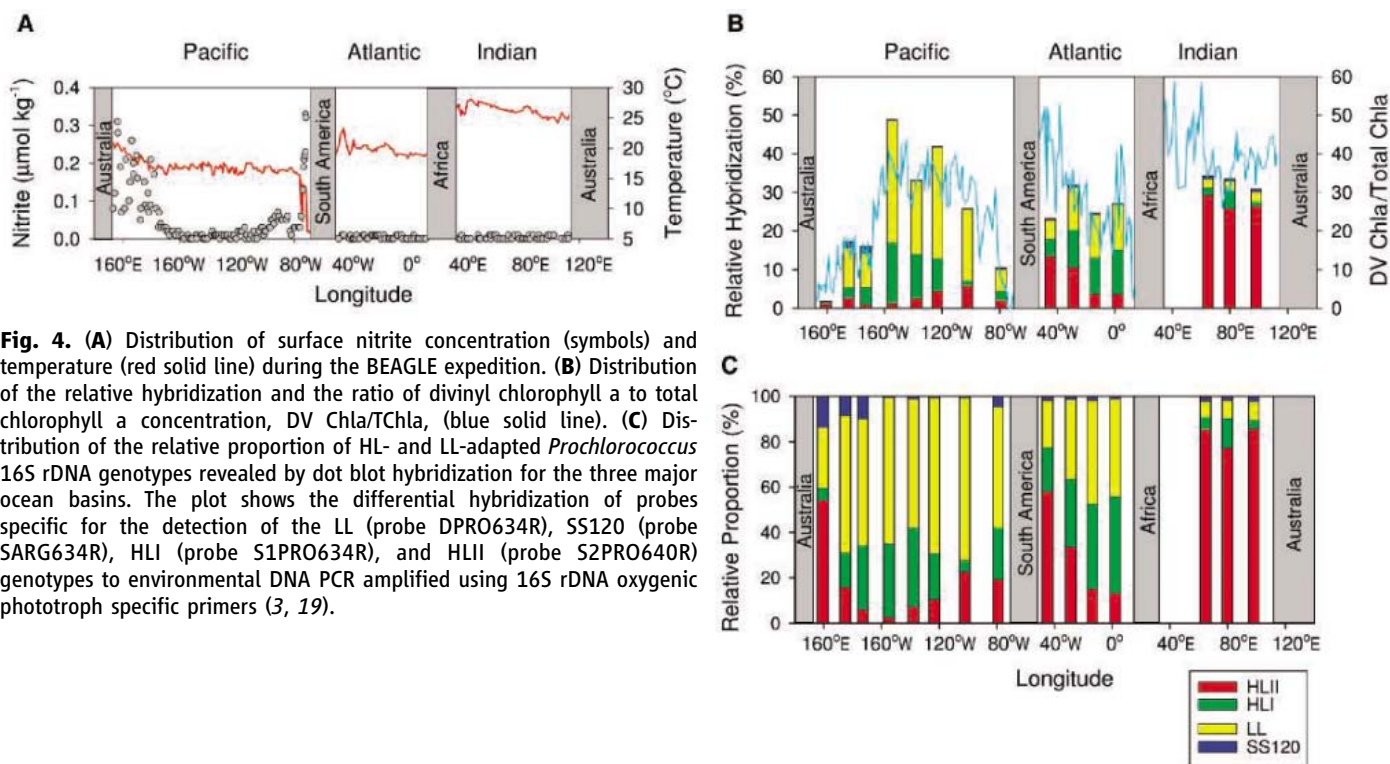 A
Pacific
Atlantic
Indian
Nitrite (µmol kg⁻¹)
0.4
0.3
0.2
0.1
0.0
Australia
South America
Africa
Australia
30
25
20
15
10
5
Temperature (°C)
160°E 160°W 120°W 80°W 40°W 0° 40°E 80°E 120°E
Longitude
Fig. 4. (A) Distribution of surface nitrite concentration (symbols) and
temperature (red solid line) during the BEAGLE expedition. (B) Distribution
of the relative hybridization and the ratio of divinyl chlorophyll a to total
chlorophyll a concentration, DV Chla/TChla, (blue solid line). (C) Dis-
tribution of the relative proportion of HL- and LL-adapted Prochlorococcus
16S rDNA genotypes revealed by dot blot hybridization for the three major
ocean basins. The plot shows the differential hybridization of probes
specific for the detection of the LL (probe DPRO634R), SS120 (probe
SARG634R), HLI (probe S1PRO634R), and HLII (probe S2PRO640R)
genotypes to environmental DNA PCR amplified using 16S rDNA oxygenic
phototroph specific primers (3, 19).
B
Pacific
Atlantic
Indian
Relative Hybridization (%)
60
50
40
30
20
10
0
Australia
South America
Africa
Australia
60
50
40
30
20
10
0
DV Chla/Total Chla
160°E 160°W 120°W 80°W 40°W 0° 40°E 80°E 120°E
C
Relative Proportion (%)
100
80
60
40
20
0
Australia
South America
Africa
Australia
160°E 160°W 120°W 80°W 40°W 0° 40°E 80°E 120°E
Longitude
HLII
HLI
LL
SS120